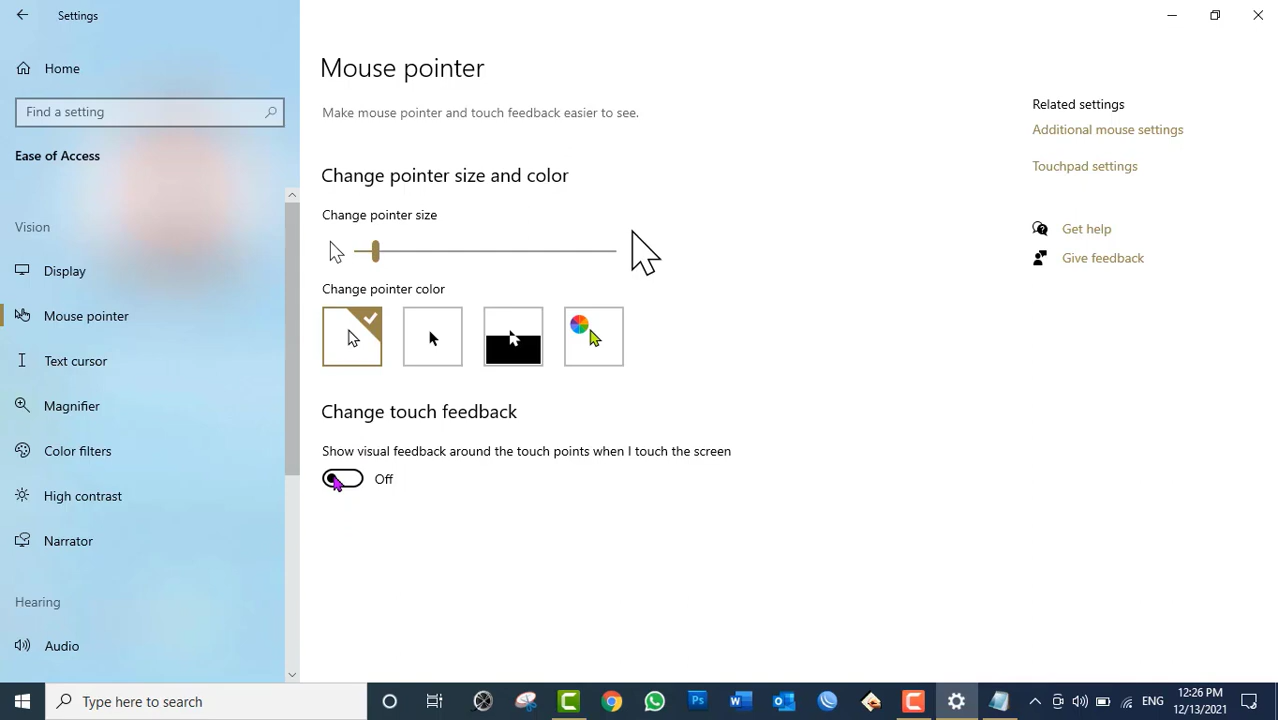 Settings
Home
Find a setting
Ease of Access
Vision
Display
Mouse pointer
Text cursor
Magnifier
Color filters
High contrast
Narrator
Hearing
Audio
Mouse pointer
Make mouse pointer and touch feedback easier to see.
Change pointer size and color
Change pointer size
Change pointer color
Change touch feedback
Show visual feedback around the touch points when I touch the screen
Off
Related settings
Additional mouse settings
Touchpad settings
Get help
Give feedback
Type here to search
Ps
ENG
12:26 PM
12/13/2021